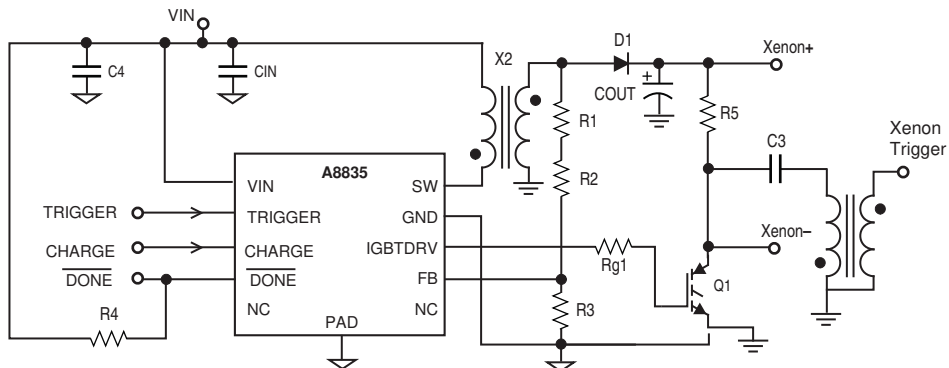 VIN
C4
CIN
X2
D1
Xenon+
+
COUT
R1
R5
C3
Xenon
Trigger
R2
A8835
VIN
SW
TRIGGER
TRIGGER
GND
CHARGE
CHARGE
IGBTDRV
Rg1
Xenon–
DONE
DONE
FB
Q1
NC
NC
R3
R4
PAD